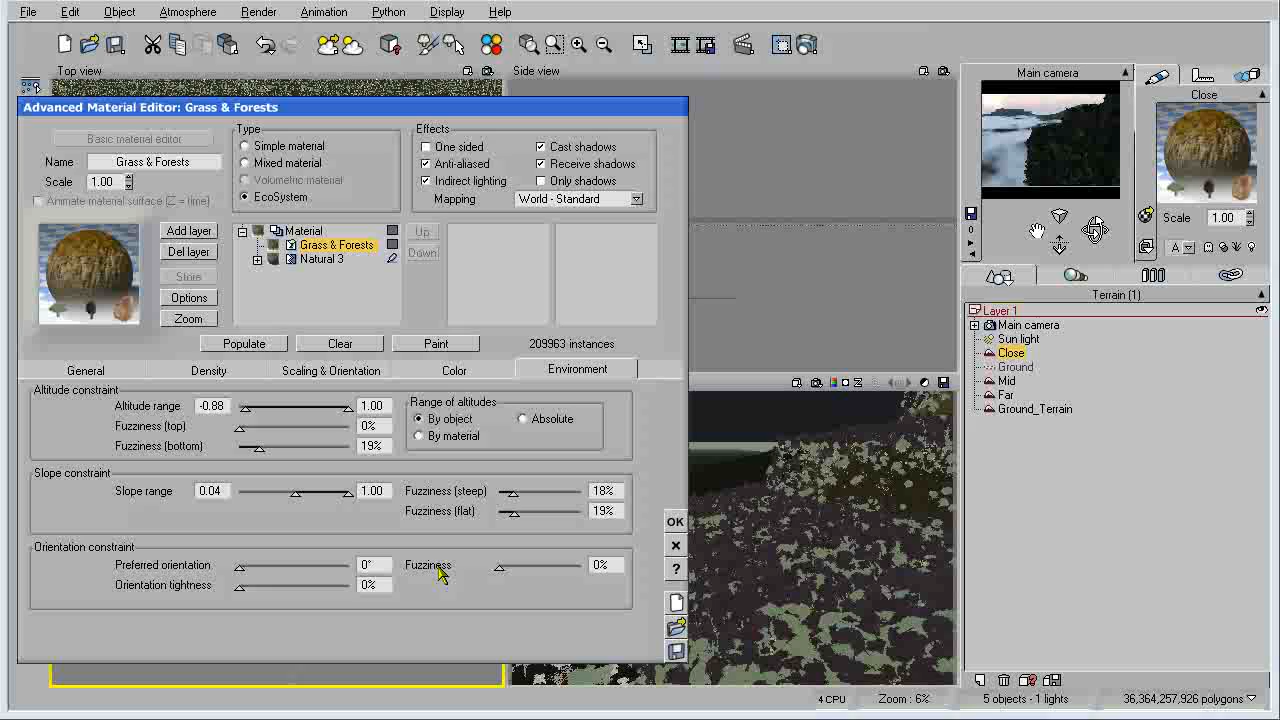 File Edit Object Atmosphere Render Animation Python Display Help
Top view
Side view
Main camera
Close
Scale 1.00
Advanced Material Editor: Grass & Forests
Basic material editor
Name Grass & Forests
Scale 1.00
Animate material surface (Z = time)
Type
Simple material
Mixed material
Volumetric material
EcoSystem
Effects
One sided
Cast shadows
Anti-aliased
Receive shadows
Indirect lighting
Only shadows
Mapping World - Standard
Add layer
Del layer
Store
Options
Zoom
Material
Grass & Forests
Natural 3
Up
Down
Populate
Clear
Paint
209963 instances
General
Density
Scaling & Orientation
Color
Environment
Altitude constraint
Altitude range -0.88 1.00
Fuzziness (top) 0%
Fuzziness (bottom) 19%
Range of altitudes
By object
Absolute
By material
Slope constraint
Slope range 0.04 1.00
Fuzziness (steep) 18%
Fuzziness (flat) 19%
Orientation constraint
Preferred orientation 0°
Fuzziness 0%
Orientation tightness 0%
OK
?
0
A
Terrain (1)
Layer 1
Main camera
Sun light
Close
Ground
Mid
Far
Ground_Terrain
4 CPU
Zoom : 6%
5 objects - 1 lights
36,364,257,926 polygons